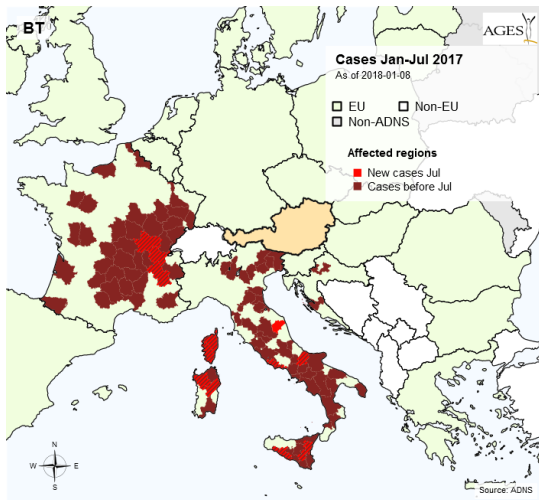 BT
AGES
Cases Jan-Jul 2017
As of 2018-01-08
EU Non-EU
Non-ADNS
Affected regions
New cases Jul
Cases before Jul
N
W E
S
Source: ADNS